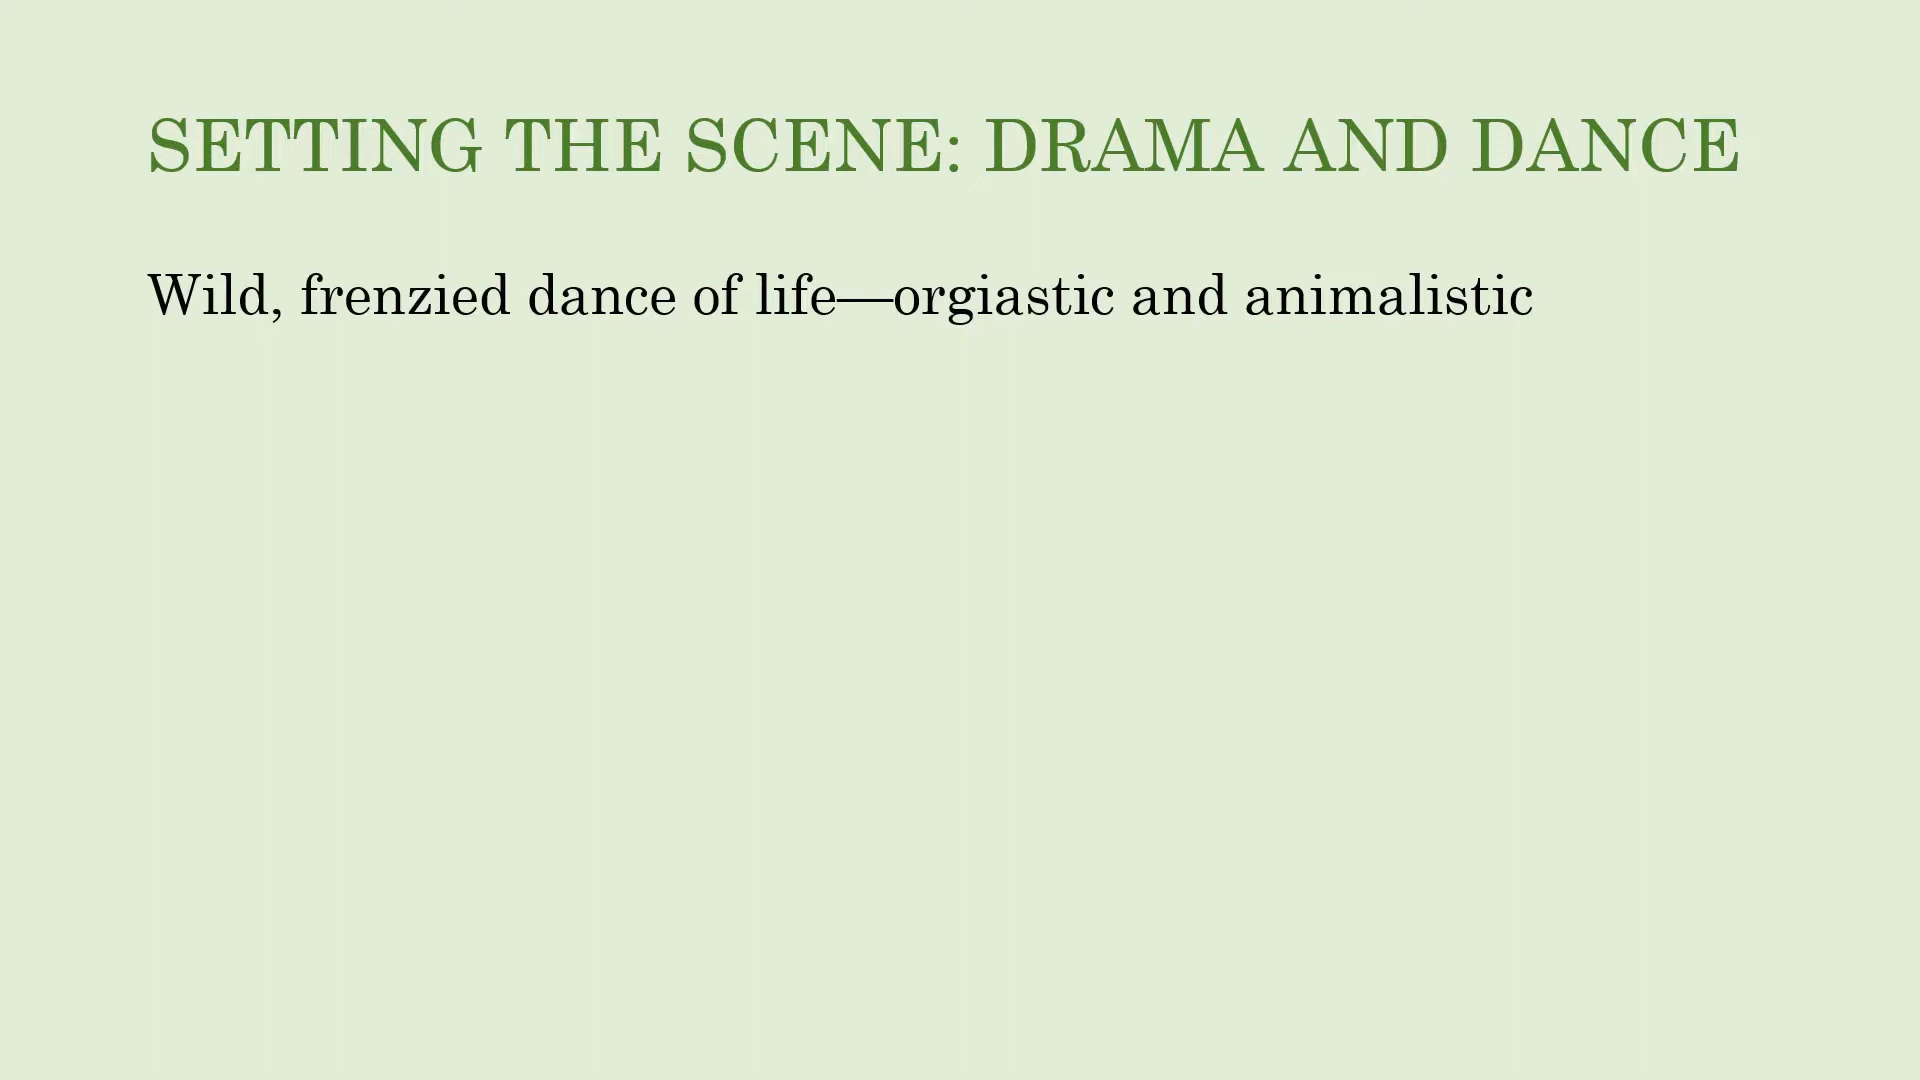 SETTING THE SCENE: DRAMA AND DANCE
Wild, frenzied dance of life—orgiastic and animalistic